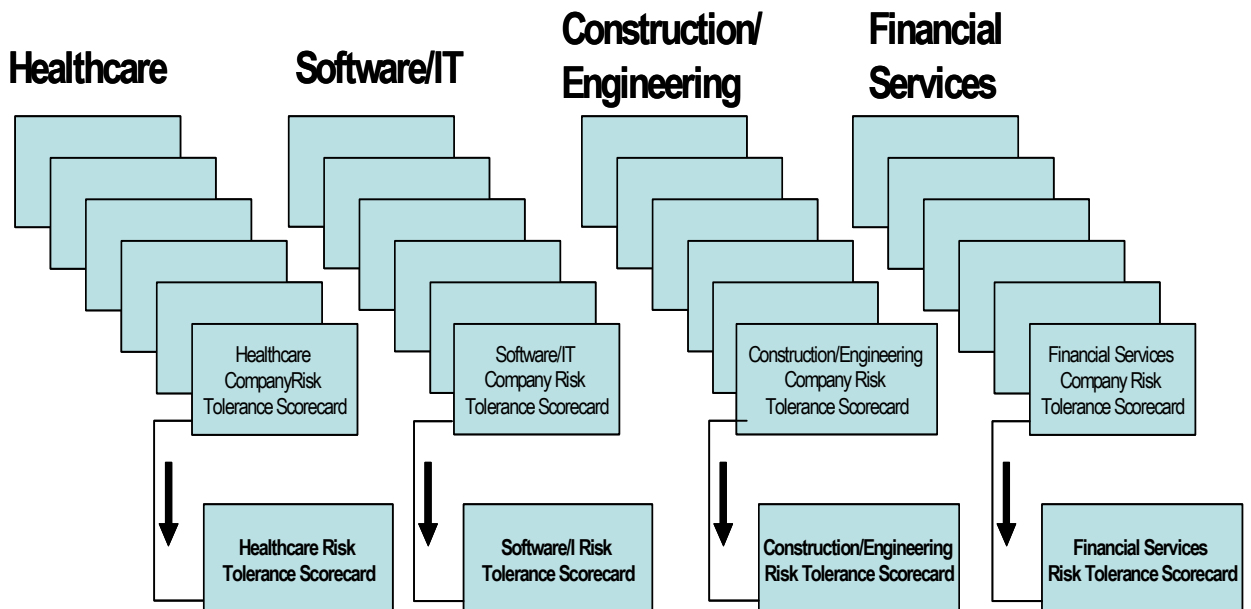 Healthcare
Software/IT
Construction/
Engineering
Financial
Services
Healthcare
CompanyRisk
Tolerance Scorecard
Software/IT
Company Risk
Tolerance Scorecard
Construction/Engineering
Company Risk
Tolerance Scorecard
Financial Services
Company Risk
Tolerance Scorecard
Healthcare Risk
Tolerance Scorecard
Software/I Risk
Tolerance Scorecard
Construction/Engineering
Risk Tolerance Scorecard
Financial Services
Risk Tolerance Scorecard